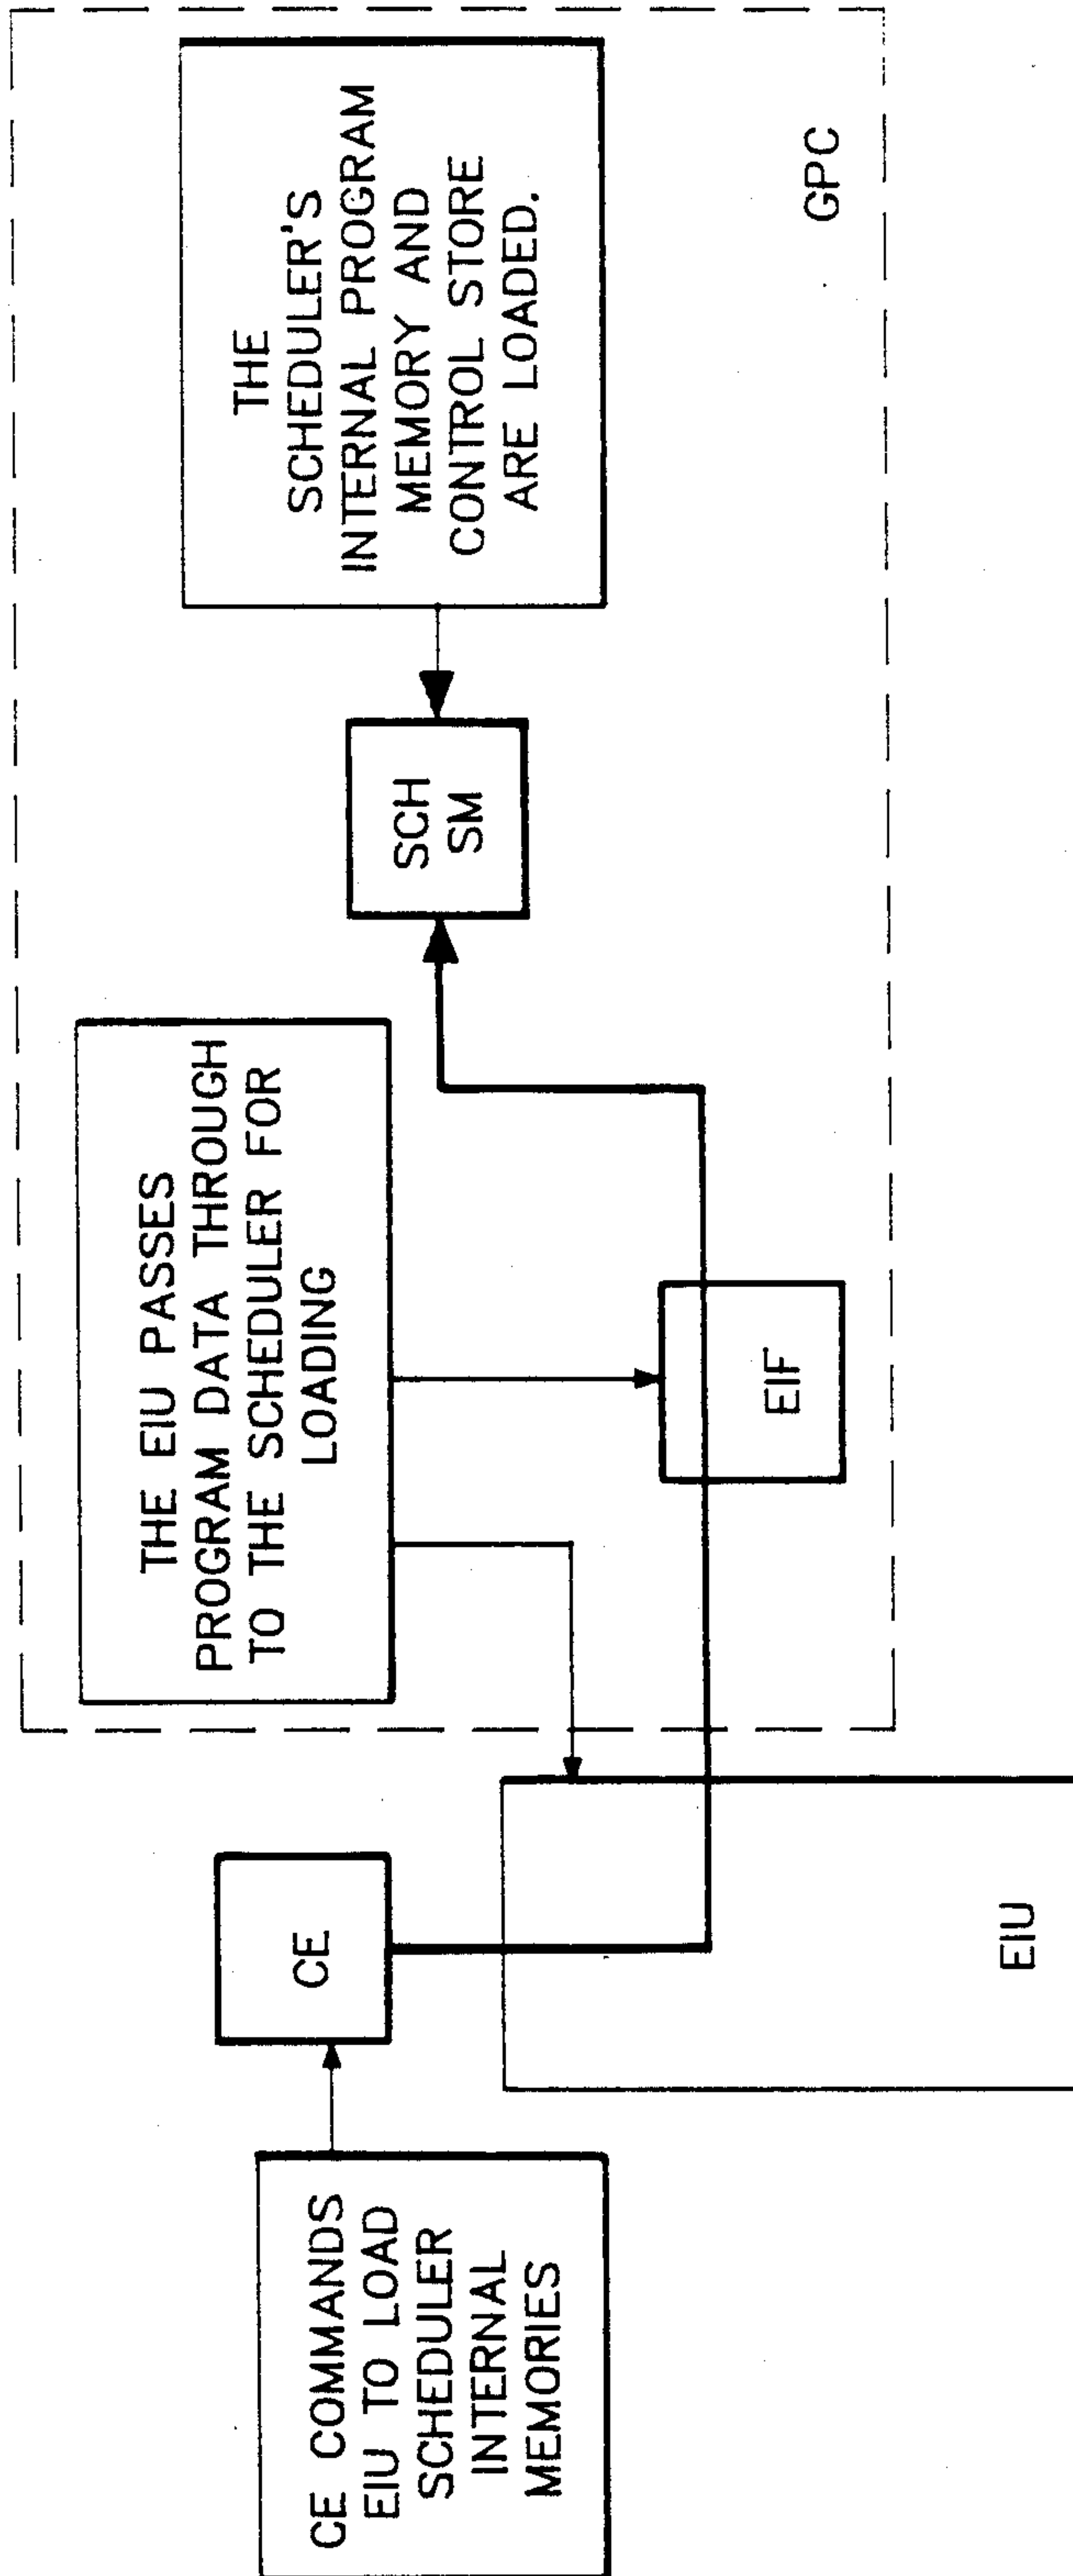 CE COMMANDS
EIU TO LOAD
SCHEDULER
INTERNAL
MEMORIES
CE
EIU
THE EIU PASSES
PROGRAM DATA THROUGH
TO THE SCHEDULER FOR
LOADING
EIF
SCH
SM
THE
SCHEDULER'S
INTERNAL PROGRAM
MEMORY AND
CONTROL STORE
ARE LOADED.
GPC